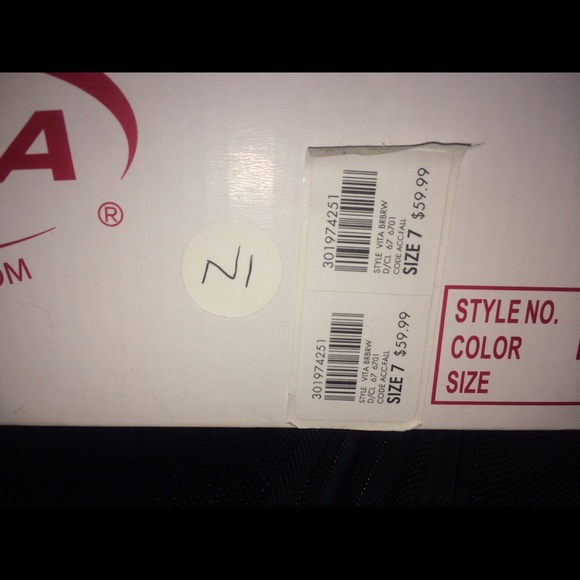 A
®
OM
301974251
STYLE VITA BRBRW
D/CL 67 6701
CODE ACC-FALL
SIZE 7 $59.99
301974251
STYLE VITA BRBRW
D/CL 67 6701
CODE ACC-FALL
SIZE 7 $59.99
STYLE NO.
COLOR
SIZE